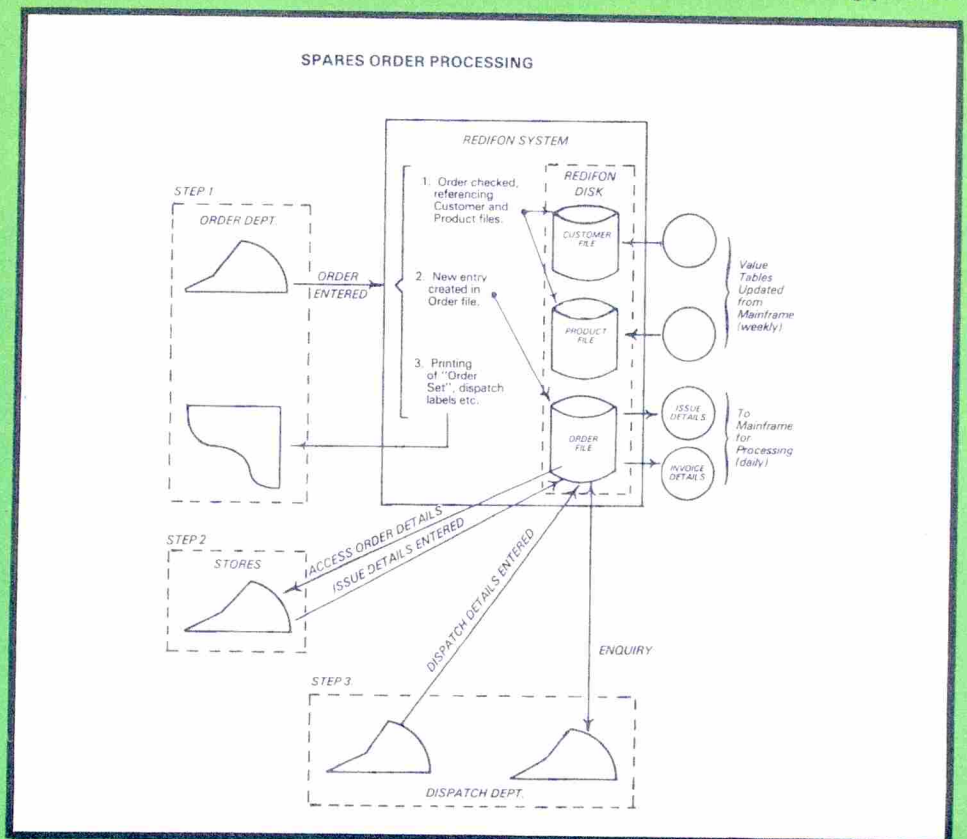 SPARES ORDER PROCESSING
REDIFON SYSTEM
STEP 1
ORDER DEPT.
ORDER
ENTERED
1. Order checked,
referencing
Customer and
Product files.
2. New entry
created in
Order file.
3. Printing
of "Order
Set", dispatch
labels etc.
REDIFON
DISK
CUSTOMER
FILE
PRODUCT
FILE
ORDER
FILE
Value
Tables
Updated
from
Mainframe
(weekly)
ISSUE
DETAILS
INVOICE
DETAILS
To
Mainframe
for
Processing
(daily)
STEP 2
STORES
ACCESS ORDER DETAILS
ISSUE DETAILS ENTERED
DISPATCH DETAILS ENTERED
ENQUIRY
STEP 3
DISPATCH DEPT.